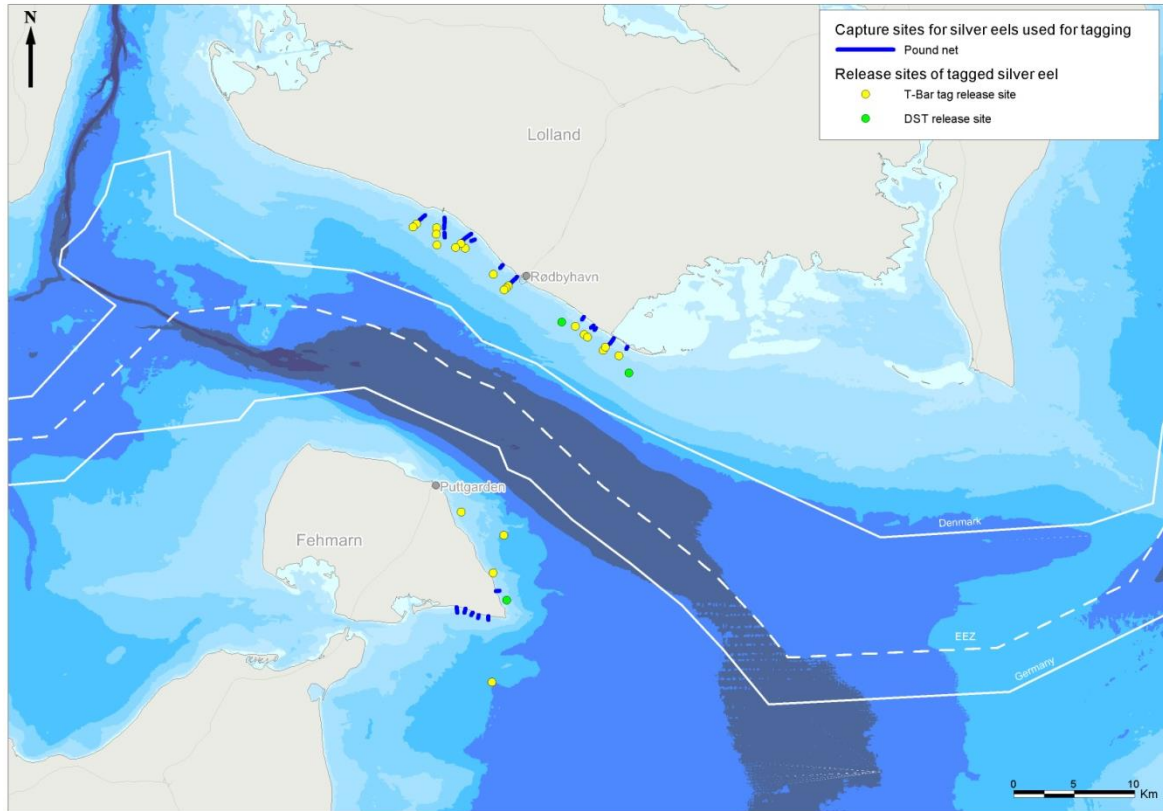 N
Capture sites for silver eels used for tagging
Pound net
Release sites of tagged silver eel
T-Bar tag release site
DST release site
Lolland
Rødbyhavn
Puttgarden
Fehmarn
Denmark
EEZ
Germany
0 5 10
Km